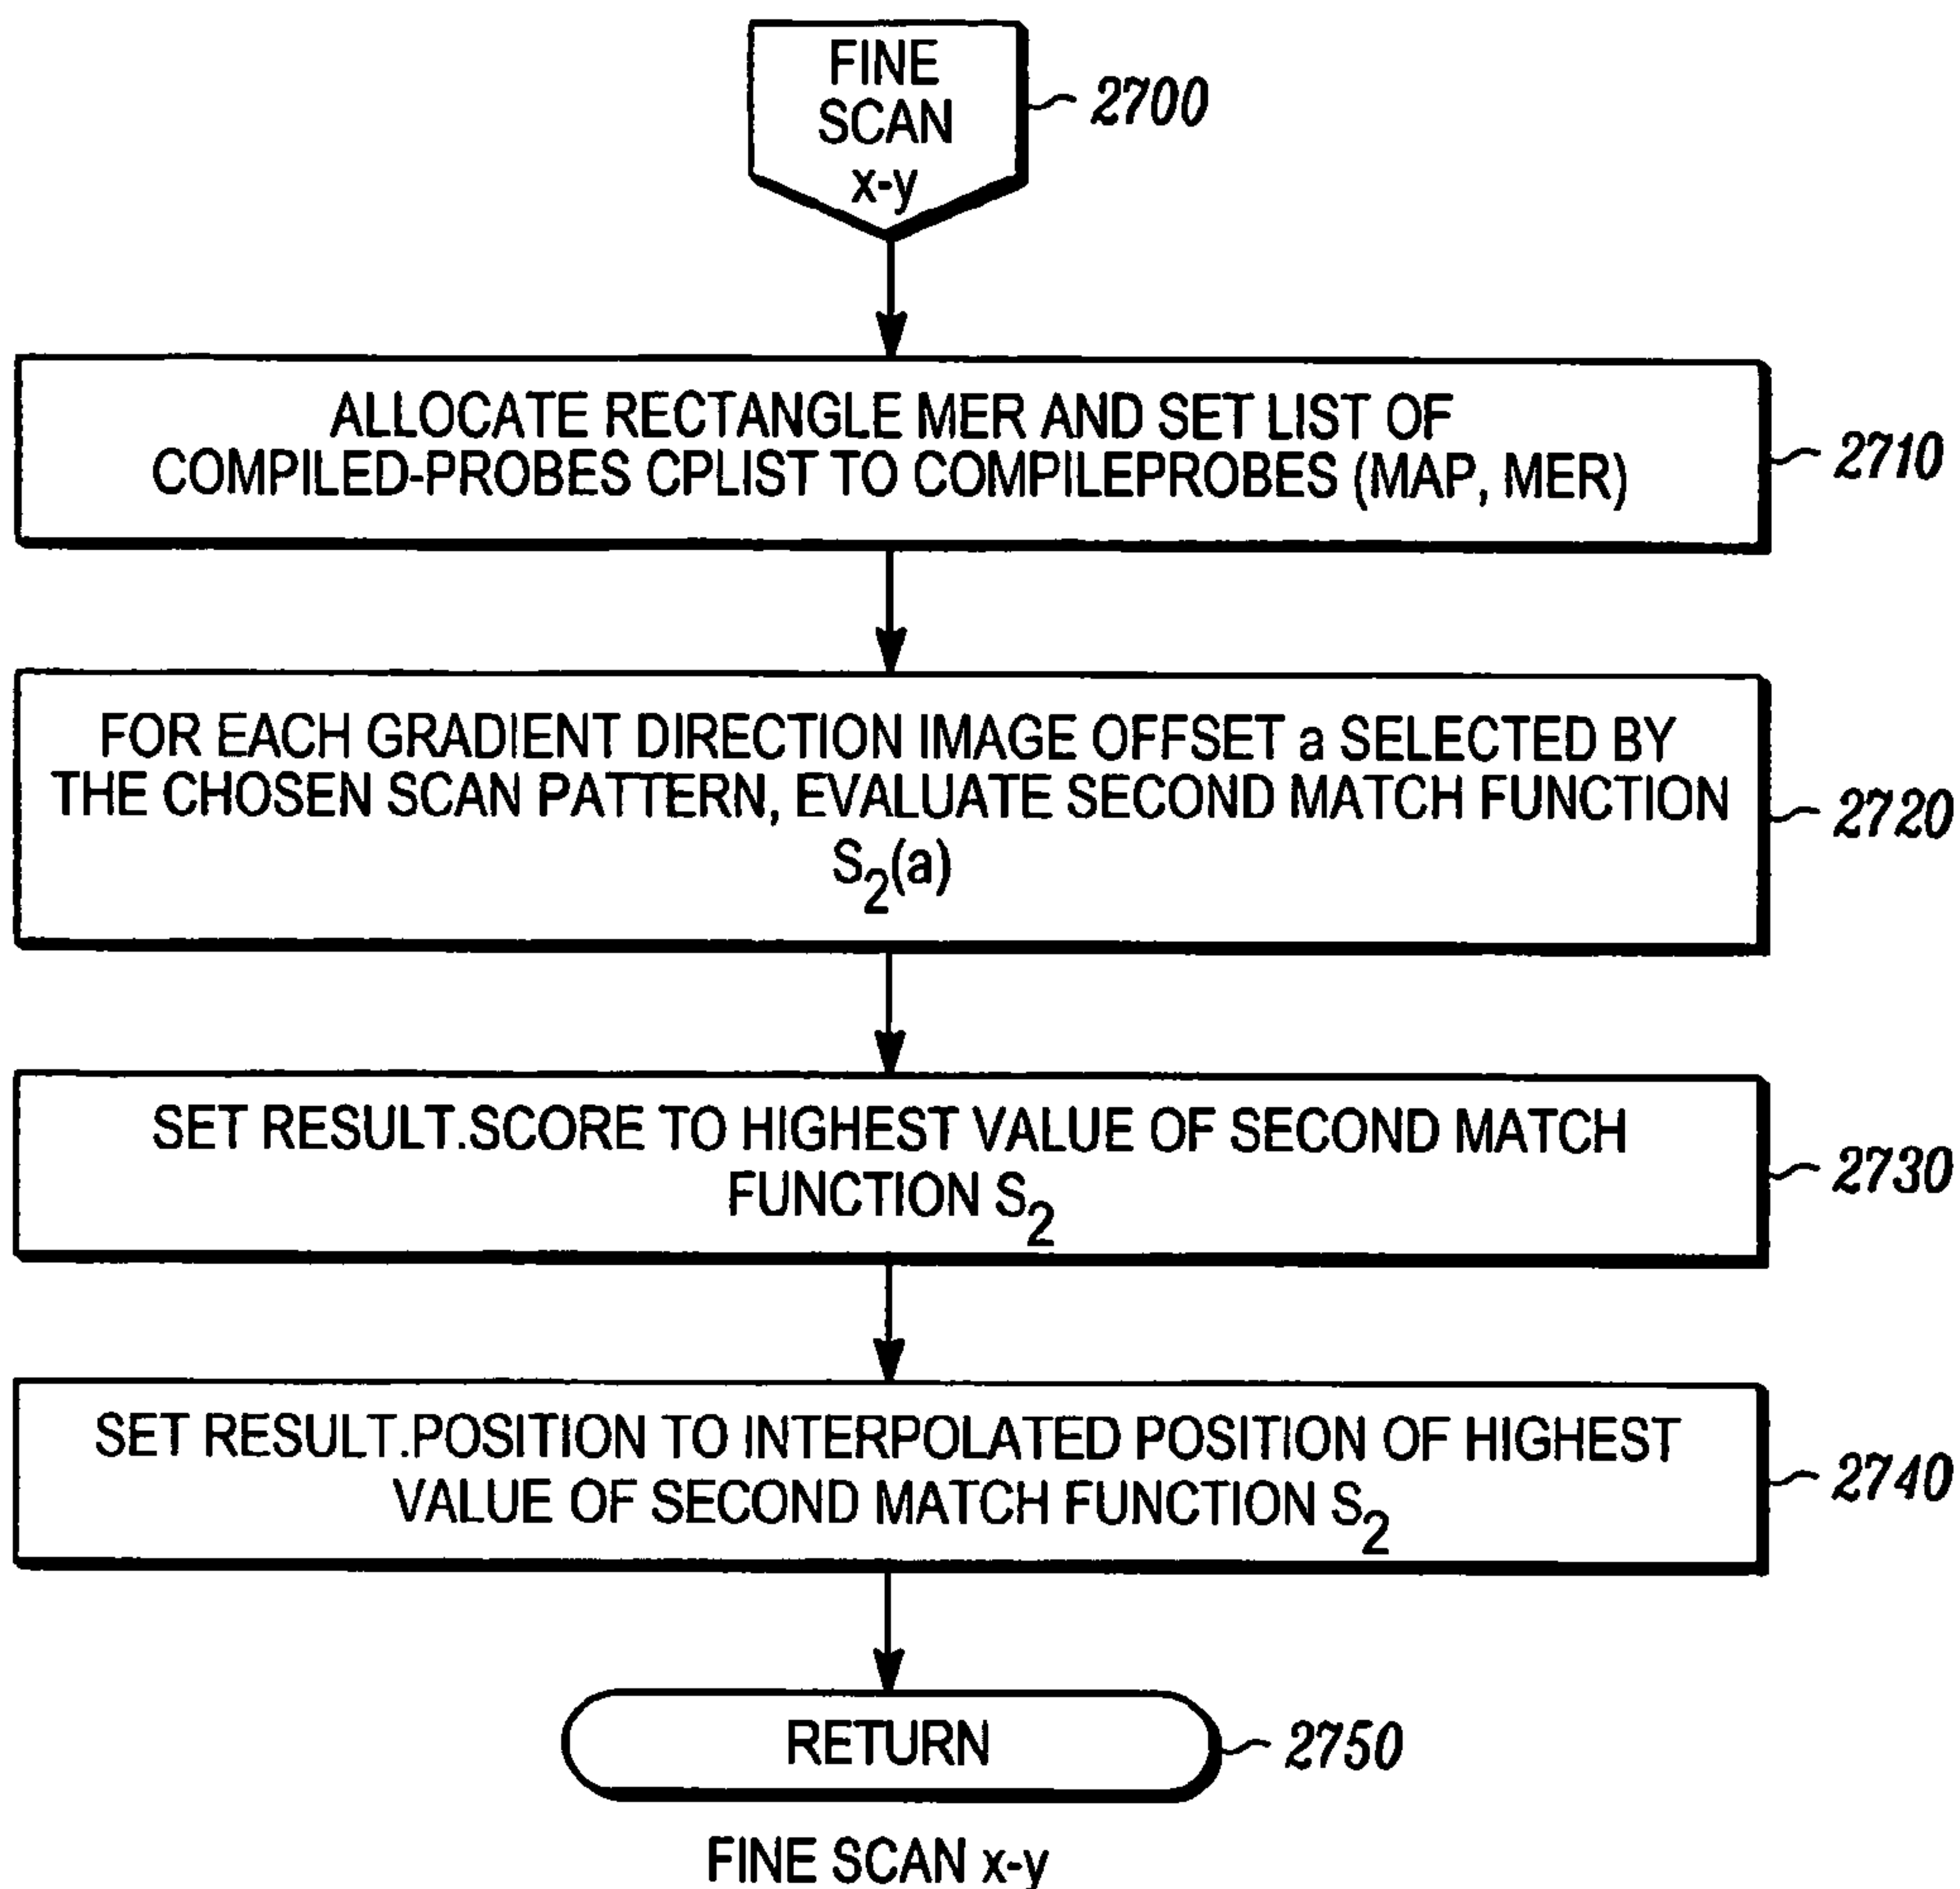 FINE
SCAN
x-y
2700
ALLOCATE RECTANGLE MER AND SET LIST OF
COMPILED-PROBES CPLIST TO COMPILEPROBES (MAP, MER)
2710
FOR EACH GRADIENT DIRECTION IMAGE OFFSET a SELECTED BY
THE CHOSEN SCAN PATTERN, EVALUATE SECOND MATCH FUNCTION
S2(a)
2720
SET RESULT.SCORE TO HIGHEST VALUE OF SECOND MATCH
FUNCTION S2
2730
SET RESULT.POSITION TO INTERPOLATED POSITION OF HIGHEST
VALUE OF SECOND MATCH FUNCTION S2
2740
RETURN
2750
FINE SCAN x-y